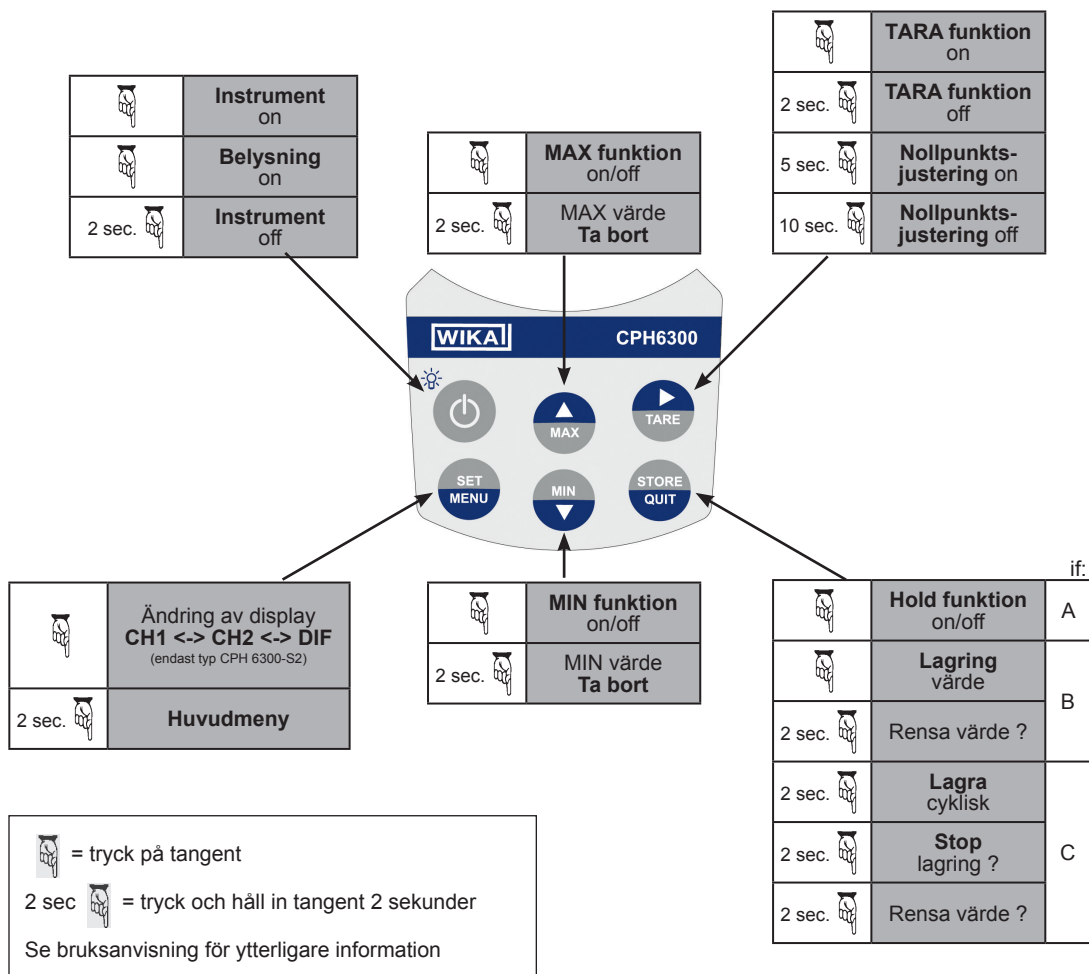 Instrument
on
Belysning
on
2 sec.
Instrument
off
MAX funktion
on/off
2 sec.
MAX värde
Ta bort
TARA funktion
on
2 sec.
TARA funktion
off
5 sec.
Nollpunkts-
justering on
10 sec.
Nollpunkts-
justering off
WIKA
CPH6300
MAX
TARE
SET
MENU
MIN
STORE
QUIT
Ändring av display
CH1 <-> CH2 <-> DIF
(endast typ CPH 6300-S2)
2 sec.
Huvudmeny
MIN funktion
on/off
2 sec.
MIN värde
Ta bort
if:
Hold funktion
on/off
A
Lagring
värde
B
2 sec.
Rensa värde ?
2 sec.
Lagra
cyklisk
2 sec.
Stop
lagring ?
C
2 sec.
Rensa värde ?
= tryck på tangent
2 sec = tryck och håll in tangent 2 sekunder
Se bruksanvisning för ytterligare information